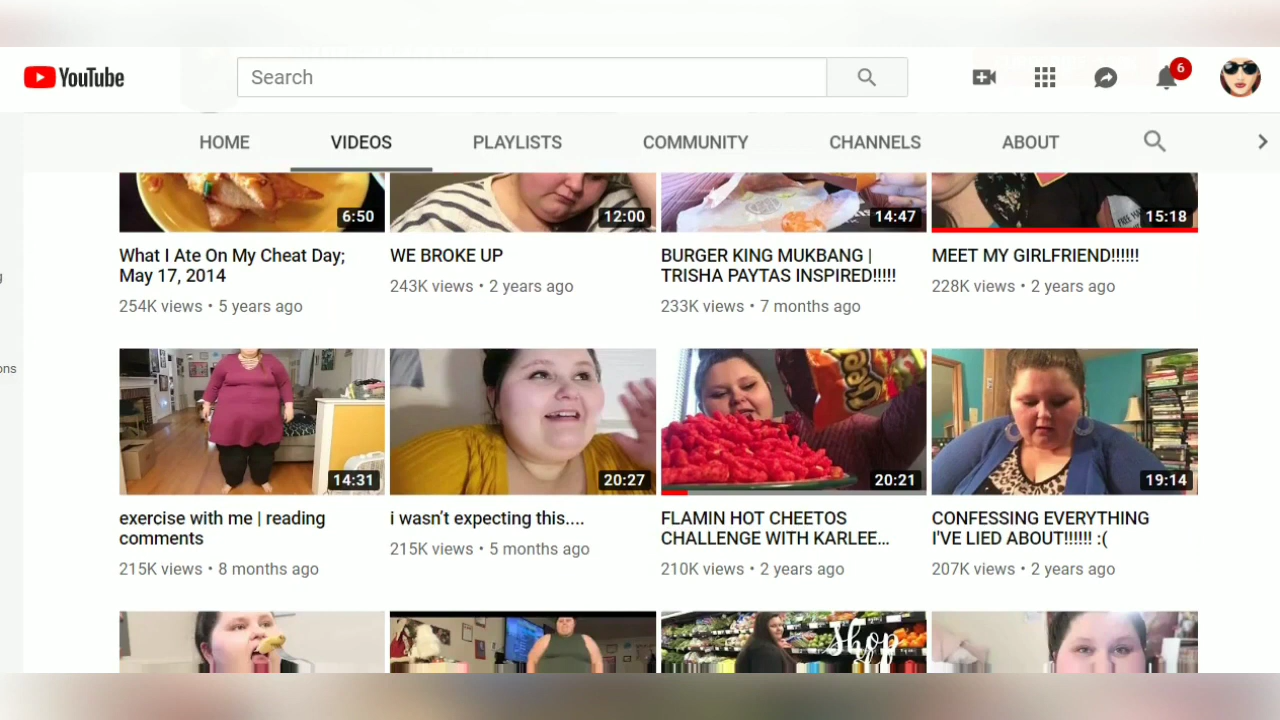 YouTube
Search
6
HOME VIDEOS PLAYLISTS COMMUNITY CHANNELS ABOUT
6:50 12:00 14:47 15:18
What I Ate On My Cheat Day;
May 17, 2014
254K views • 5 years ago
WE BROKE UP
243K views • 2 years ago
BURGER KING MUKBANG |
TRISHA PAYTAS INSPIRED!!!!!
233K views • 7 months ago
MEET MY GIRLFRIEND!!!!!!
228K views • 2 years ago
ons
14:31 20:27 20:21 19:14
exercise with me | reading
comments
215K views • 8 months ago
i wasn't expecting this....
215K views • 5 months ago
FLAMIN HOT CHEETOS
CHALLENGE WITH KARLEE...
210K views • 2 years ago
CONFESSING EVERYTHING
I'VE LIED ABOUT!!!!!! :(
207K views • 2 years ago
Shop